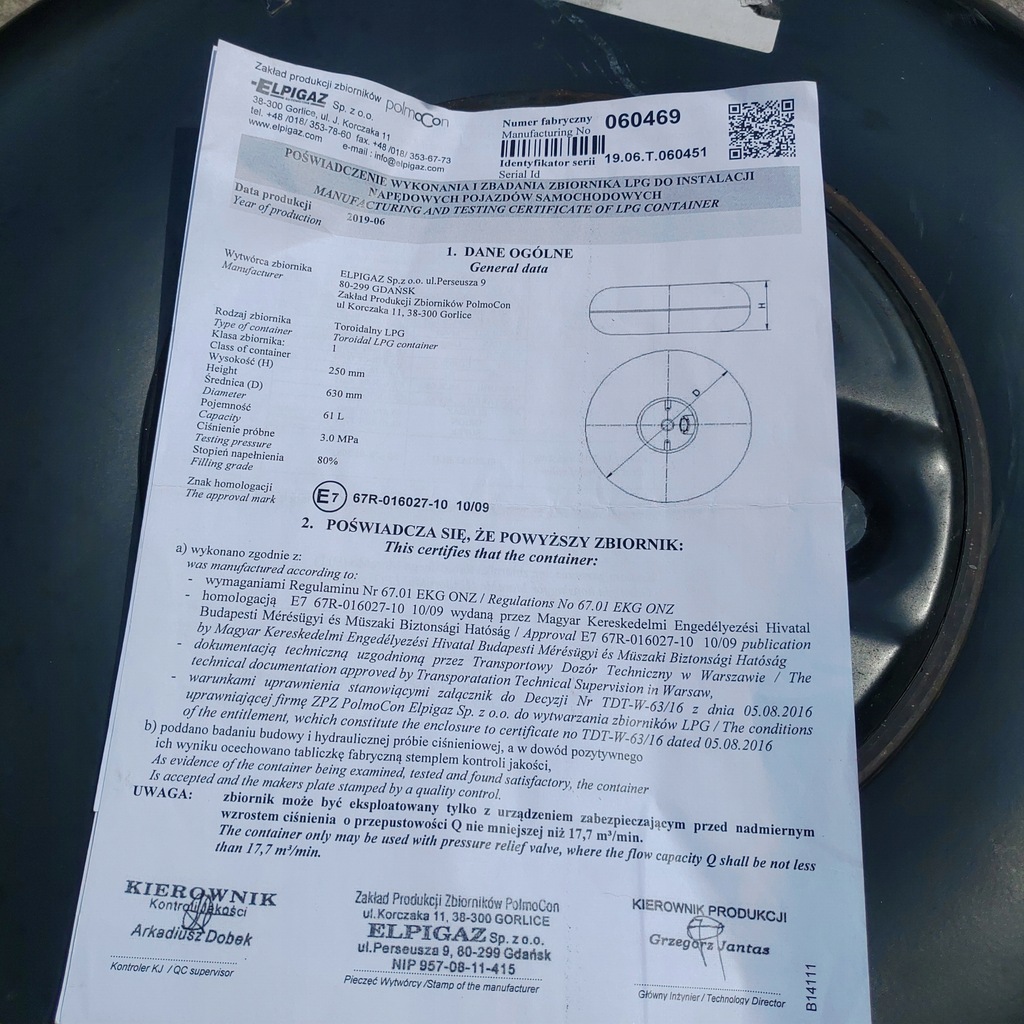 Zakład produkcji zbiorników
ELPIGAZ Sp. z o.o. polmoCon
38-300 Gorlice, ul. J. Korczaka 11
tel. +48 /018/ 353-78-60 fax. +48 /018/ 353-67-73
www.elpigaz.com e-mail : info@elpigaz.com
Numer fabryczny 060469
Manufacturing No
Identyfikator serii 19.06.T.060451
Serial Id
POŚWIADCZENIE WYKONANIA I ZBADANIA ZBIORNIKA LPG DO INSTALACJI
NAPĘDOWYCH POJAZDÓW SAMOCHODOWYCH
MANUFACTURING AND TESTING CERTIFICATE OF LPG CONTAINER
Data produkcji 2019-06
Year of production
1. DANE OGÓLNE
General data
Wytwórca zbiornika ELPIGAZ Sp.z o.o. ul.Perseusza 9
Manufacturer 80-299 GDAŃSK
Zakład Produkcji Zbiorników PolmoCon
ul Korczaka 11, 38-300 Gorlice
Rodzaj zbiornika Toroidalny LPG
Type of container Toroidal LPG container
Klasa zbiornika: 1
Class of container
Wysokość (H) 250 mm
Height
Średnica (D) 630 mm
Diameter
Pojemność 61 L
Capacity
Ciśnienie próbne 3.0 MPa
Testing pressure
Stopień napełnienia 80%
Filling grade
H
D
Znak homologacji E7 67R-016027-10 10/09
The approval mark
2. POŚWIADCZA SIĘ, ŻE POWYŻSZY ZBIORNIK:
This certifies that the container:
a) wykonano zgodnie z:
was manufactured according to:
- wymaganiami Regulaminu Nr 67.01 EKG ONZ / Regulations No 67.01 EKG ONZ
- homologacją E7 67R-016027-10 10/09 wydaną przez Magyar Kereskedelmi Engedélyezési Hivatal
Budapesti Mérésügyi és Müszaki Biztonsági Hatóság / Approval E7 67R-016027-10 10/09 publication
by Magyar Kereskedelmi Engedélyezési Hivatal Budapesti Mérésügyi és Müszaki Biztonsági Hatóság
- dokumentacją techniczną uzgodnioną przez Transportowy Dozór Techniczny w Warszawie / The
technical documentation approved by Transporatation Technical Supervision in Warsaw,
- warunkami uprawnienia stanowiącymi załącznik do Decyzji Nr TDT-W-63/16 z dnia 05.08.2016
uprawniającej firmę ZPZ PolmoCon Elpigaz Sp. z o.o. do wytwarzania zbiorników LPG / The conditions
of the entitlement, wchich constitute the enclosure to certificate no TDT-W-63/16 dated 05.08.2016
b) poddano badaniu budowy i hydraulicznej próbie ciśnieniowej, a w dowód pozytywnego
ich wyniku ocechowano tabliczkę fabryczną stemplem kontroli jakości,
As evidence of the container being examined, tested and found satisfactory, the container
Is accepted and the makers plate stamped by a quality control.
UWAGA: zbiornik może być eksploatowany tylko z urządzeniem zabezpieczającym przed nadmiernym
wzrostem ciśnienia o przepustowości Q nie mniejszej niż 17,7 m³/min.
The container only may be used with pressure relief valve, where the flow capacity Q shall be not less
than 17,7 m³/min.
KIEROWNIK
Kontroli Jakości
Arkadiusz Dobek
Kontroler KJ / QC supervisor
Zakład Produkcji Zbiorników PolmoCon
ul.Korczaka 11, 38-300 GORLICE
ELPIGAZ Sp. z o.o.
ul.Perseusza 9, 80-299 Gdańsk
NIP 957-08-11-415
Pieczęć Wytwórcy /Stamp of the manufacturer
KIEROWNIK PRODUKCJI
Grzegorz Jantas
Główny Inżynier / Technology Director
B14111